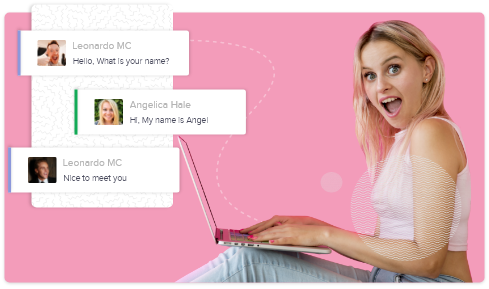 Leonardo MC
Hello, What is your name?
Angelica Hale
Hi, My name is Angel
Leonardo MC
Nice to meet you